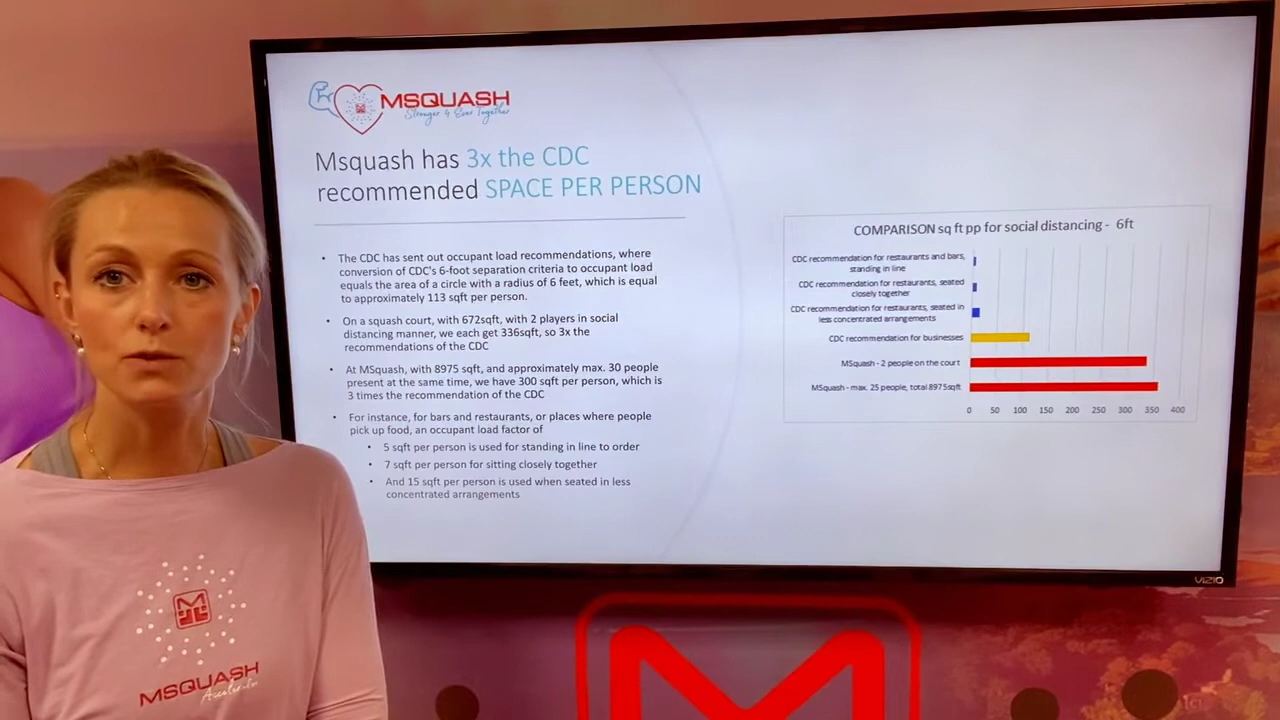 MSQUASH
Stronger & Ever Together
Msquash has 3x the CDC
recommended SPACE PER PERSON
• The CDC has sent out occupant load recommendations, where
conversion of CDC's 6-foot separation criteria to occupant load
equals the area of a circle with a radius of 6 feet, which is equal
to approximately 113 sqft per person.
• On a squash court, with 672sqft, with 2 players in social
distancing manner, we each get 336sqft, so 3x the
recommendations of the CDC
• At MSquash, with 8975 sqft, and approximately max. 30 people
present at the same time, we have 300 sqft per person, which is
3 times the recommendation of the CDC
• For instance, for bars and restaurants, or places where people
pick up food, an occupant load factor of
• 5 sqft per person is used for standing in line to order
• 7 sqft per person for sitting closely together
• And 15 sqft per person is used when seated in less
concentrated arrangements
COMPARISON sq ft pp for social distancing - 6ft
CDC recommendation for restaurants and bars,
standing in line
CDC recommendation for restaurants, seated
closely together
CDC recommendation for restaurants, seated in
less concentrated arrangements
CDC recommendation for businesses
MSquash - 2 people on the court
MSquash - max. 25 people, total 8975sqft
0 50 100 150 200 250 300 350 400
VIZIO
MSQUASH